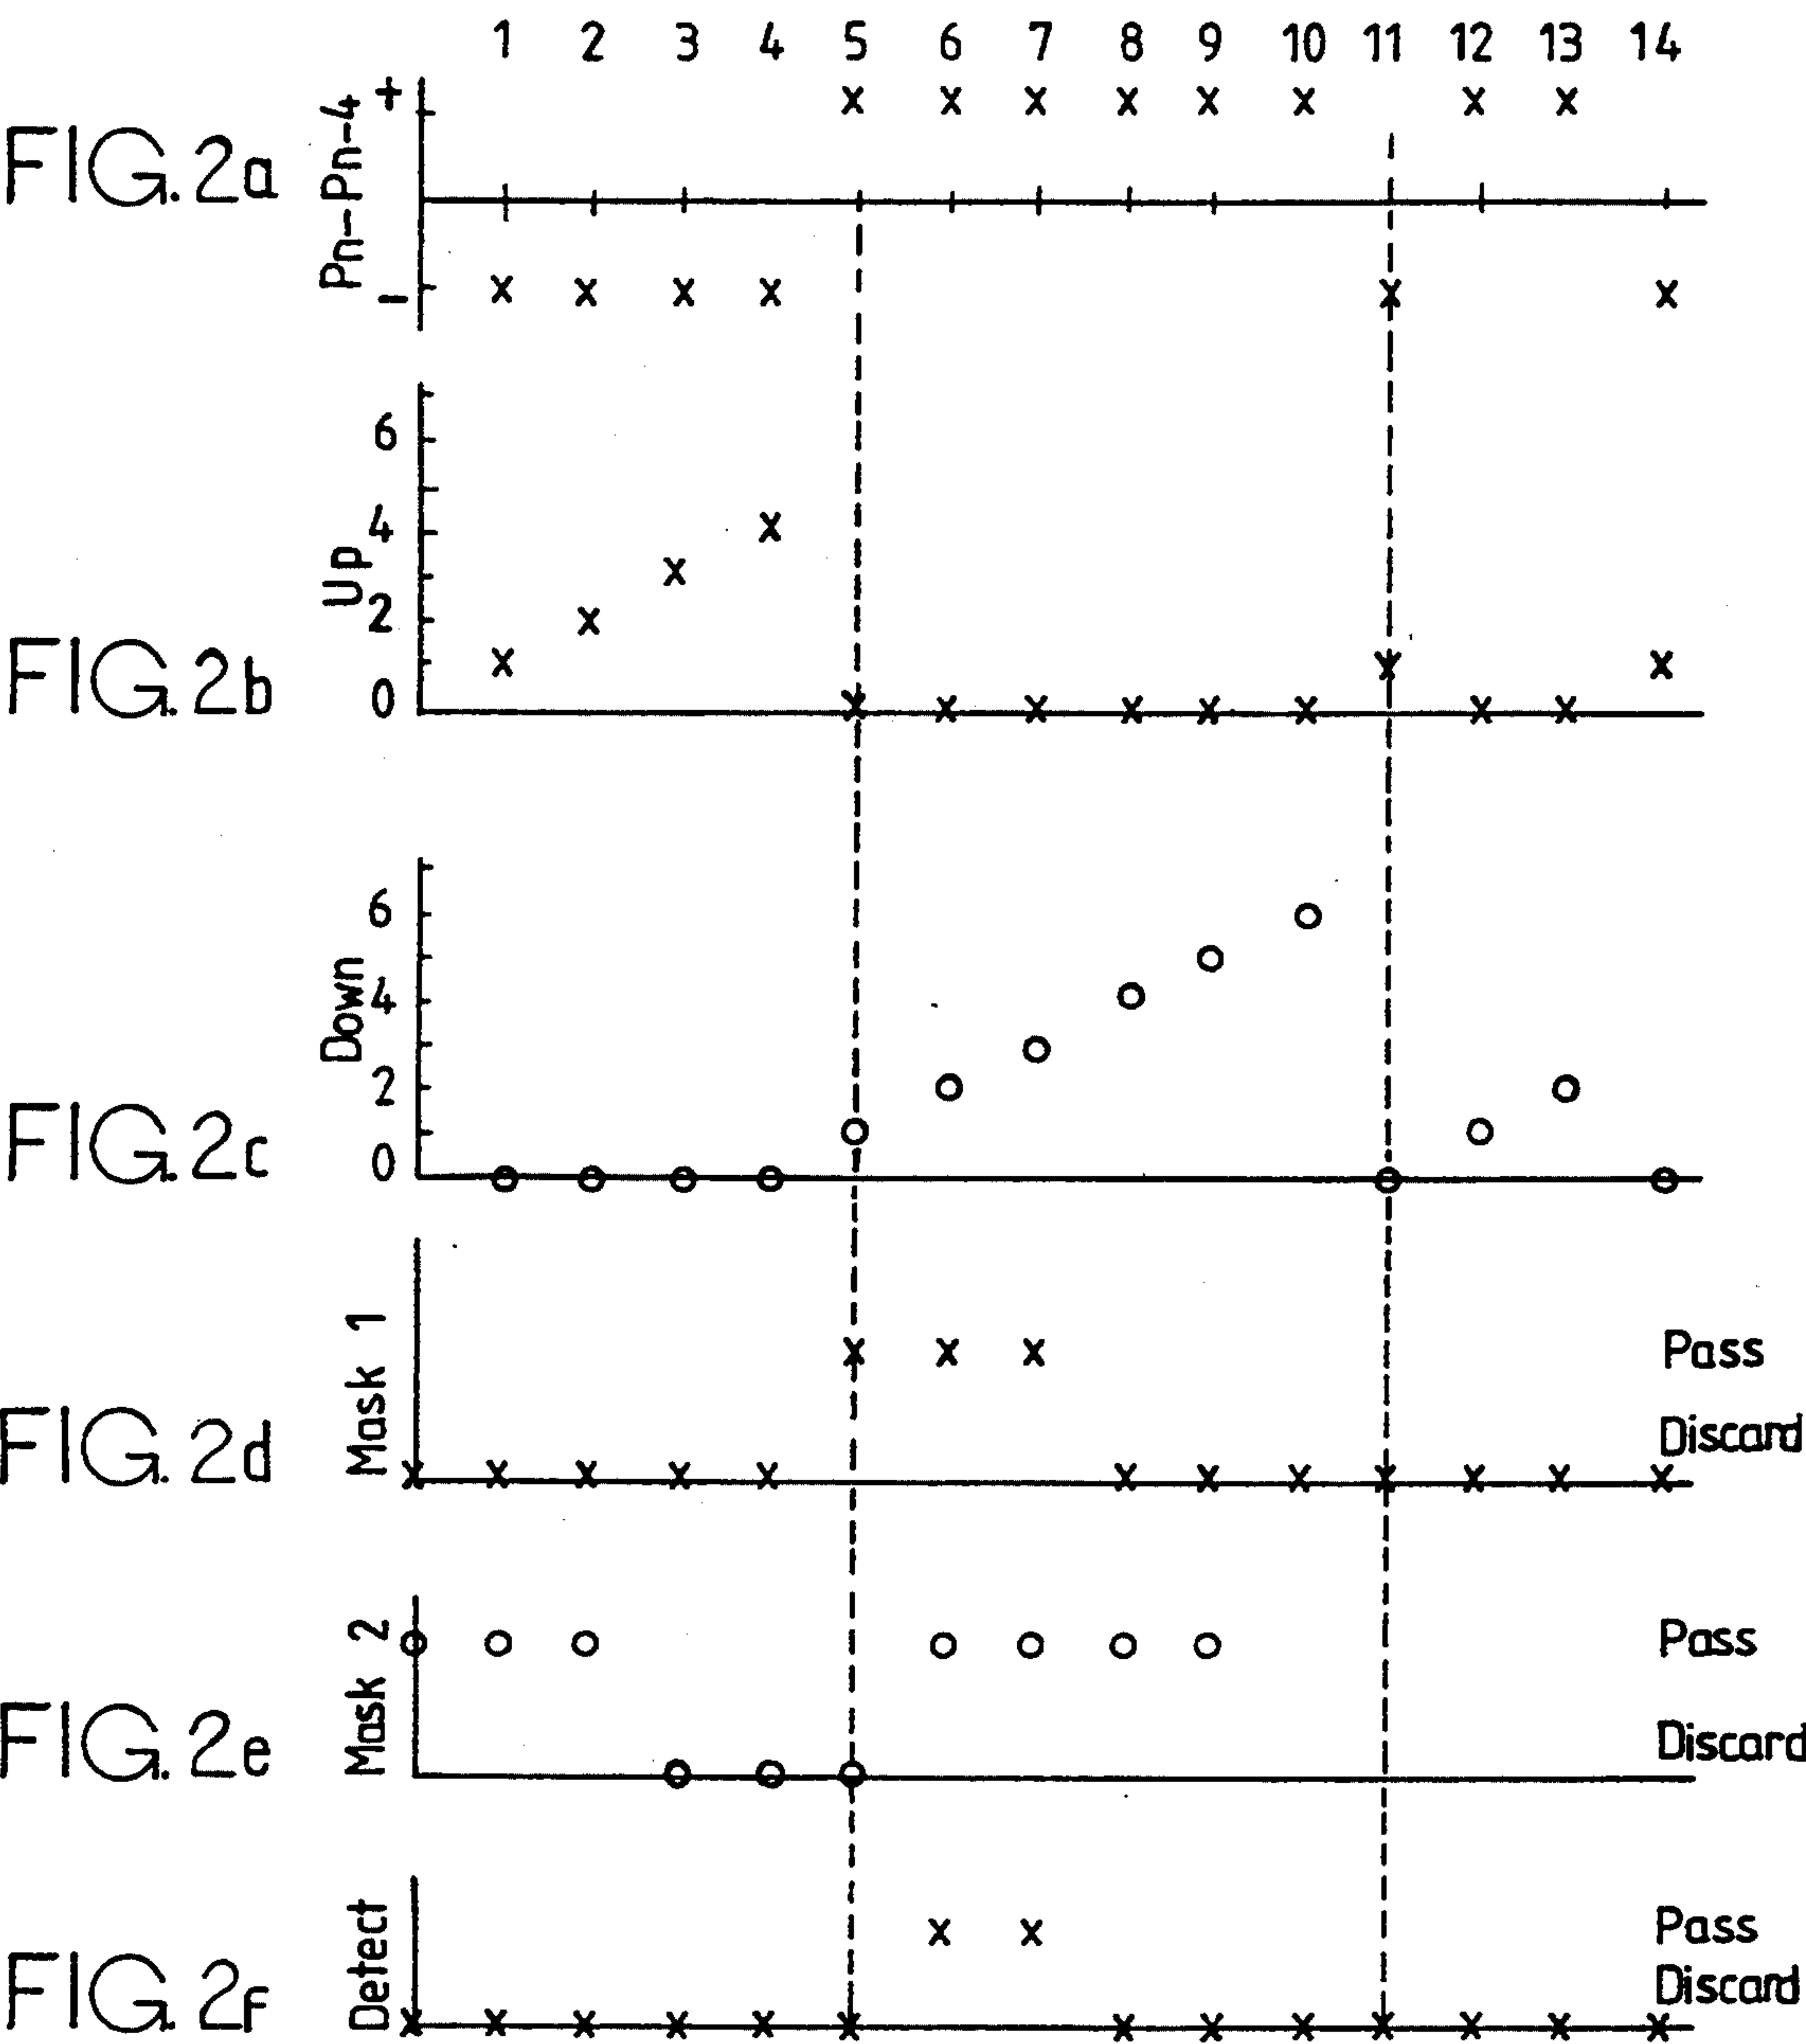 1 2 3 4 5 6 7 8 9 10 11 12 13 14
FIG. 2a
Pn-Pn-4
+
-
FIG. 2b
Up
6
4
2
0
FIG. 2c
Down
6
4
2
0
FIG. 2d
Mask 1
Pass
Discard
FIG. 2e
Mask 2
Pass
Discard
FIG. 2f
Detect
Pass
Discard